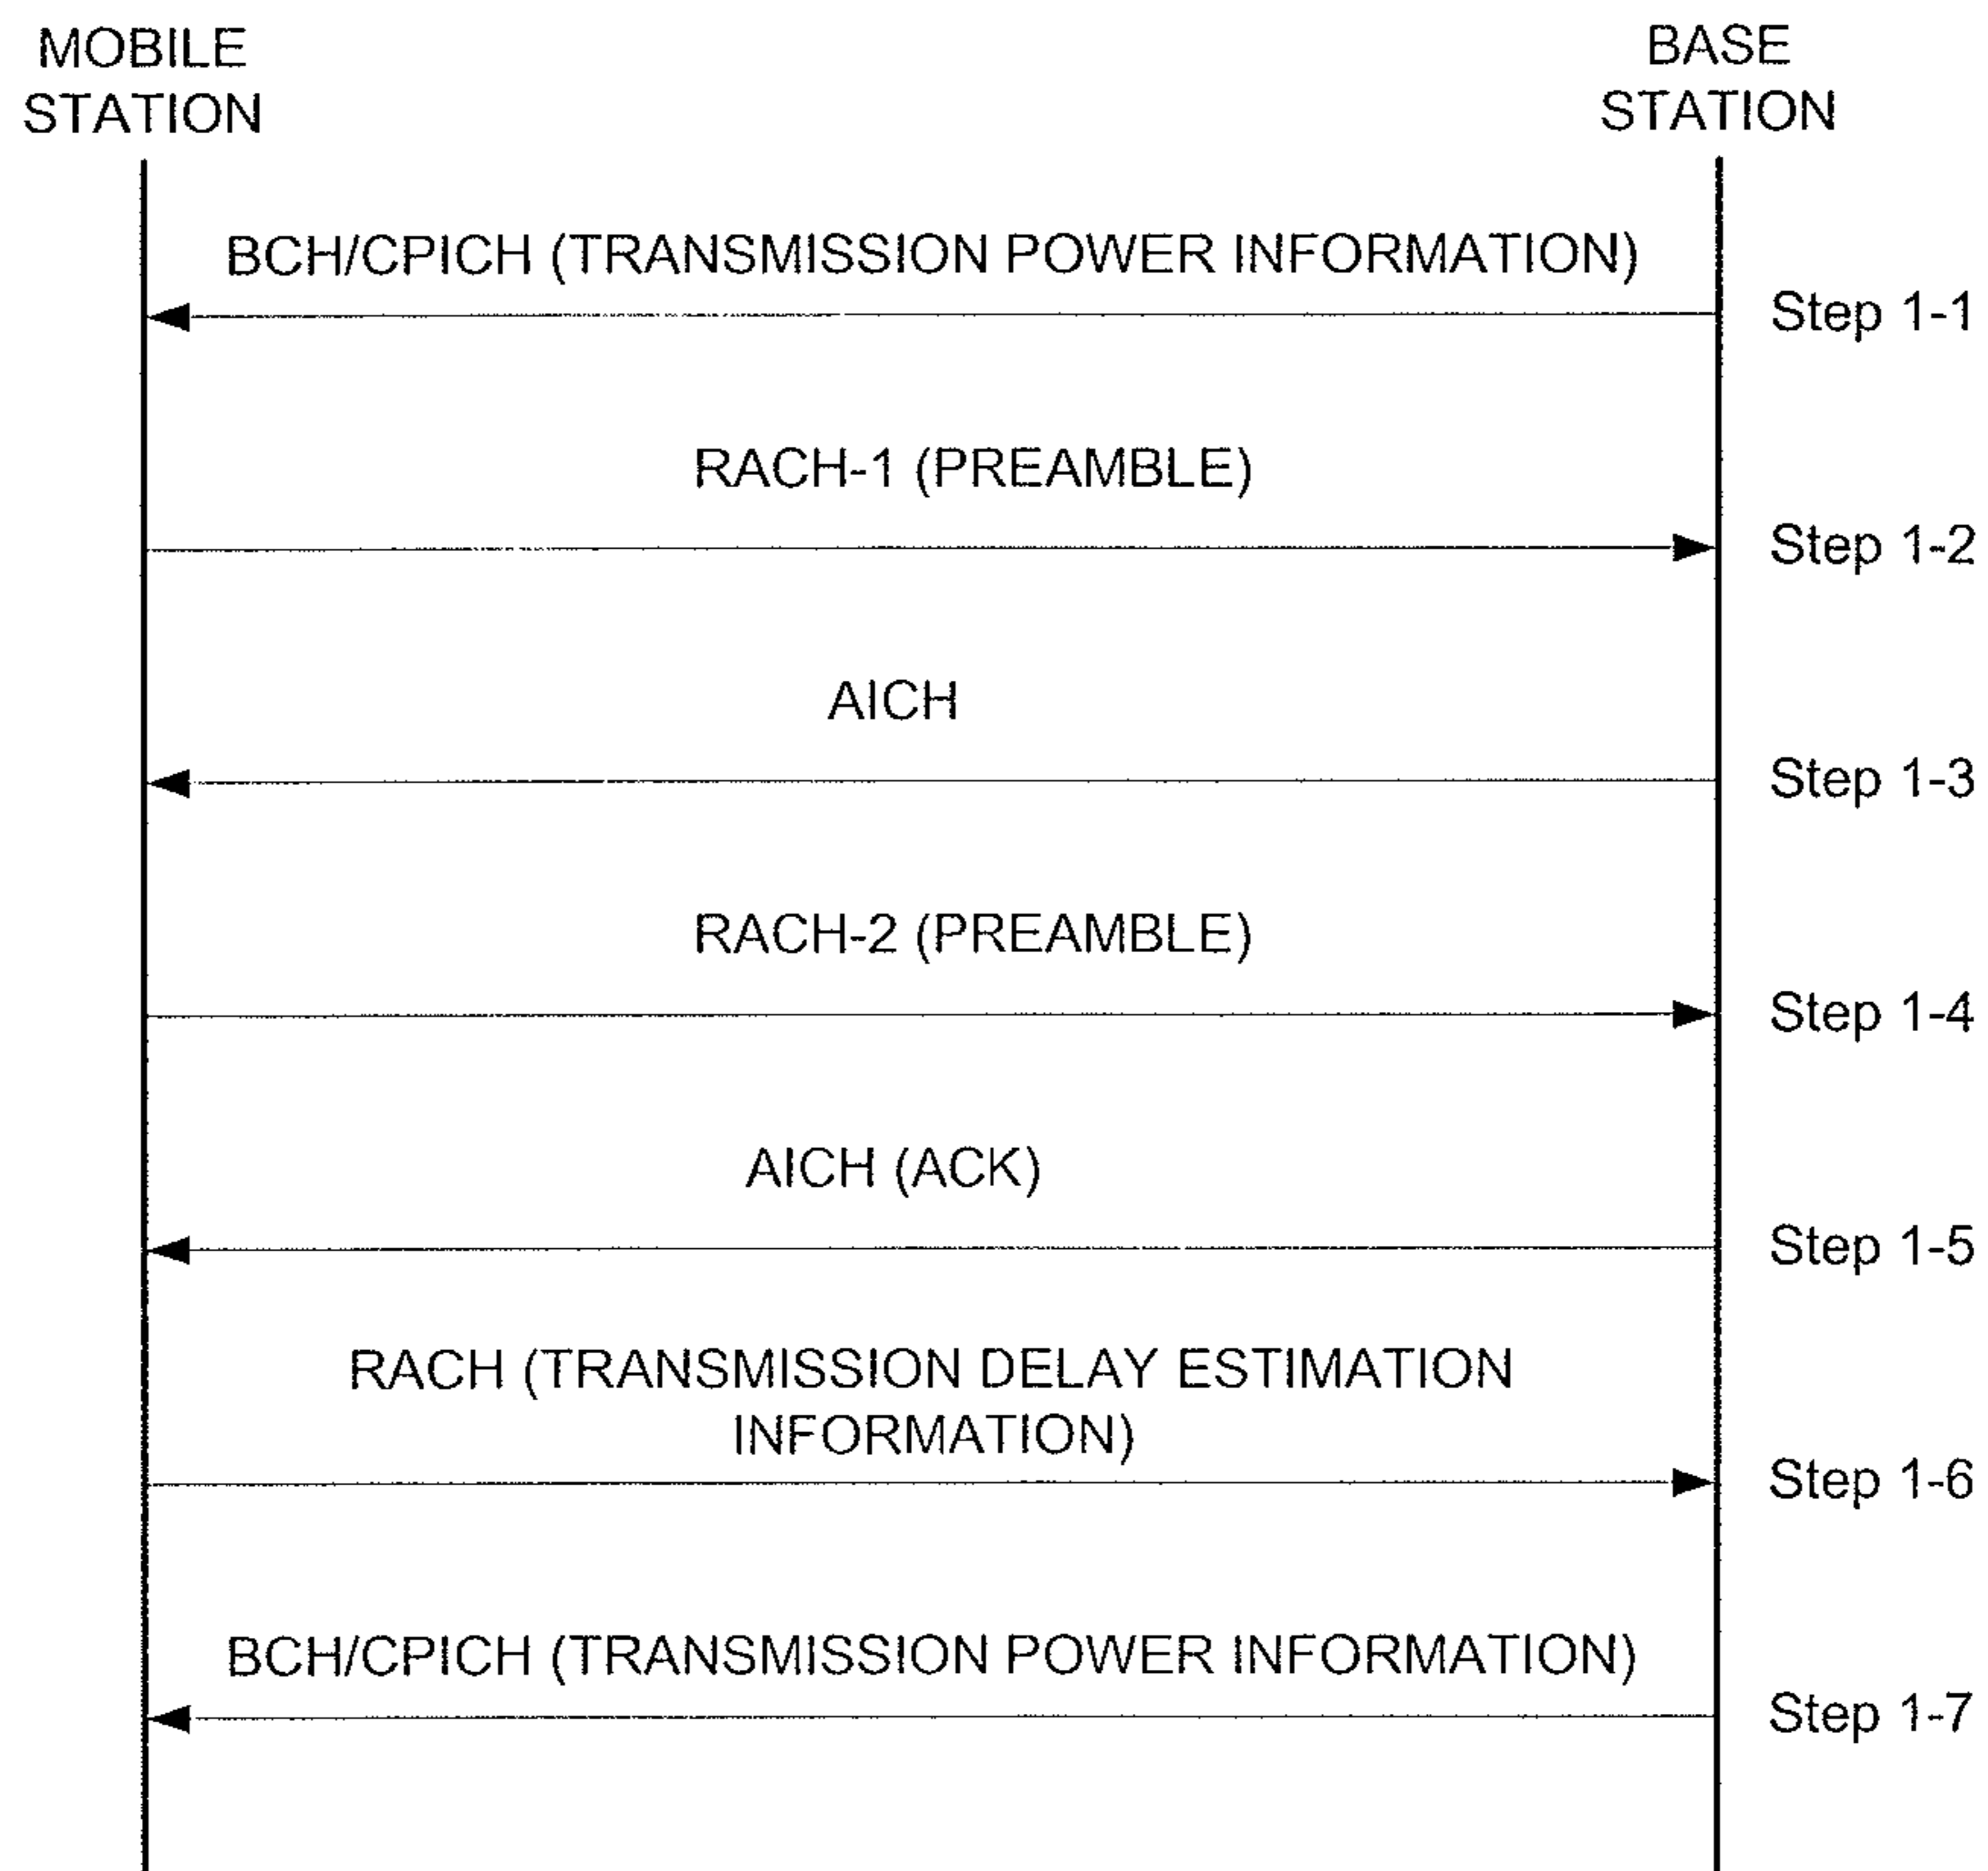 MOBILE
STATION
BASE
STATION
BCH/CPICH (TRANSMISSION POWER INFORMATION)
Step 1-1
RACH-1 (PREAMBLE)
Step 1-2
AICH
Step 1-3
RACH-2 (PREAMBLE)
Step 1-4
AICH (ACK)
Step 1-5
RACH (TRANSMISSION DELAY ESTIMATION
INFORMATION)
Step 1-6
BCH/CPICH (TRANSMISSION POWER INFORMATION)
Step 1-7